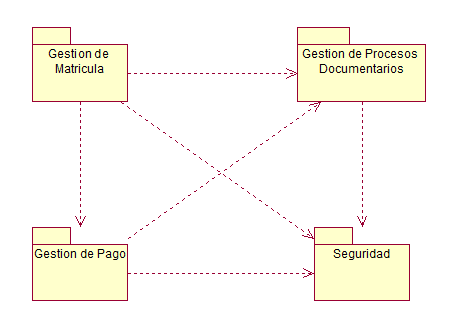 Gestion de
Matricula
Gestion de Procesos
Documentarios
Gestion de Pago
Seguridad